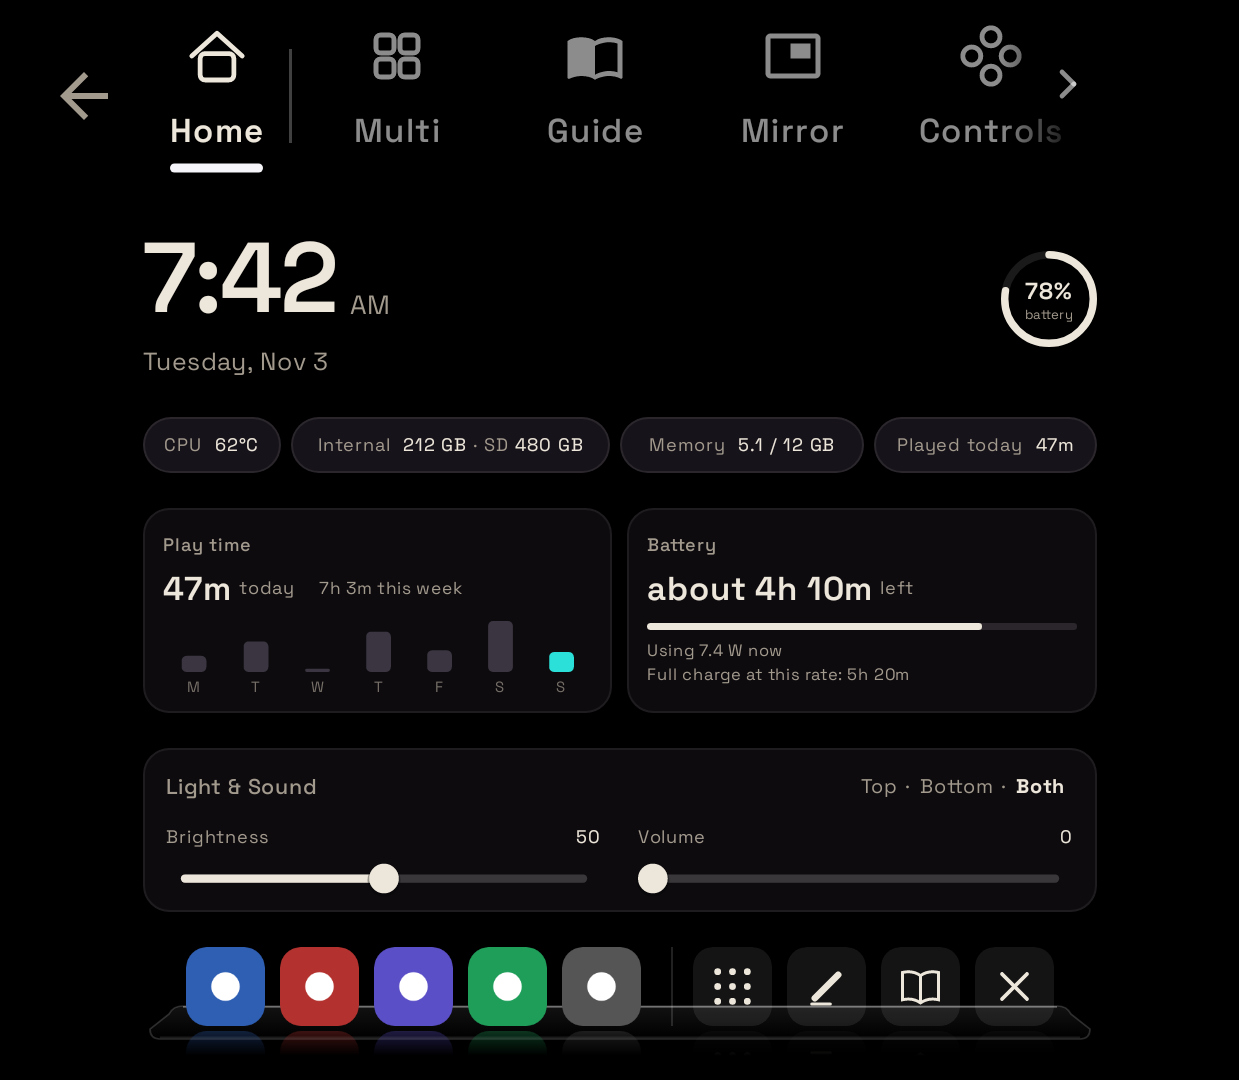 Home Multi Guide Mirror Controls
7:42 AM
Tuesday, Nov 3
78%
battery
CPU 62°C Internal 212 GB · SD 480 GB Memory 5.1 / 12 GB Played today 47m
Play time
47m today 7h 3m this week
M T W T F S S
Battery
about 4h 10m left
Using 7.4 W now
Full charge at this rate: 5h 20m
Light & Sound Top · Bottom · Both
Brightness 50 Volume 0